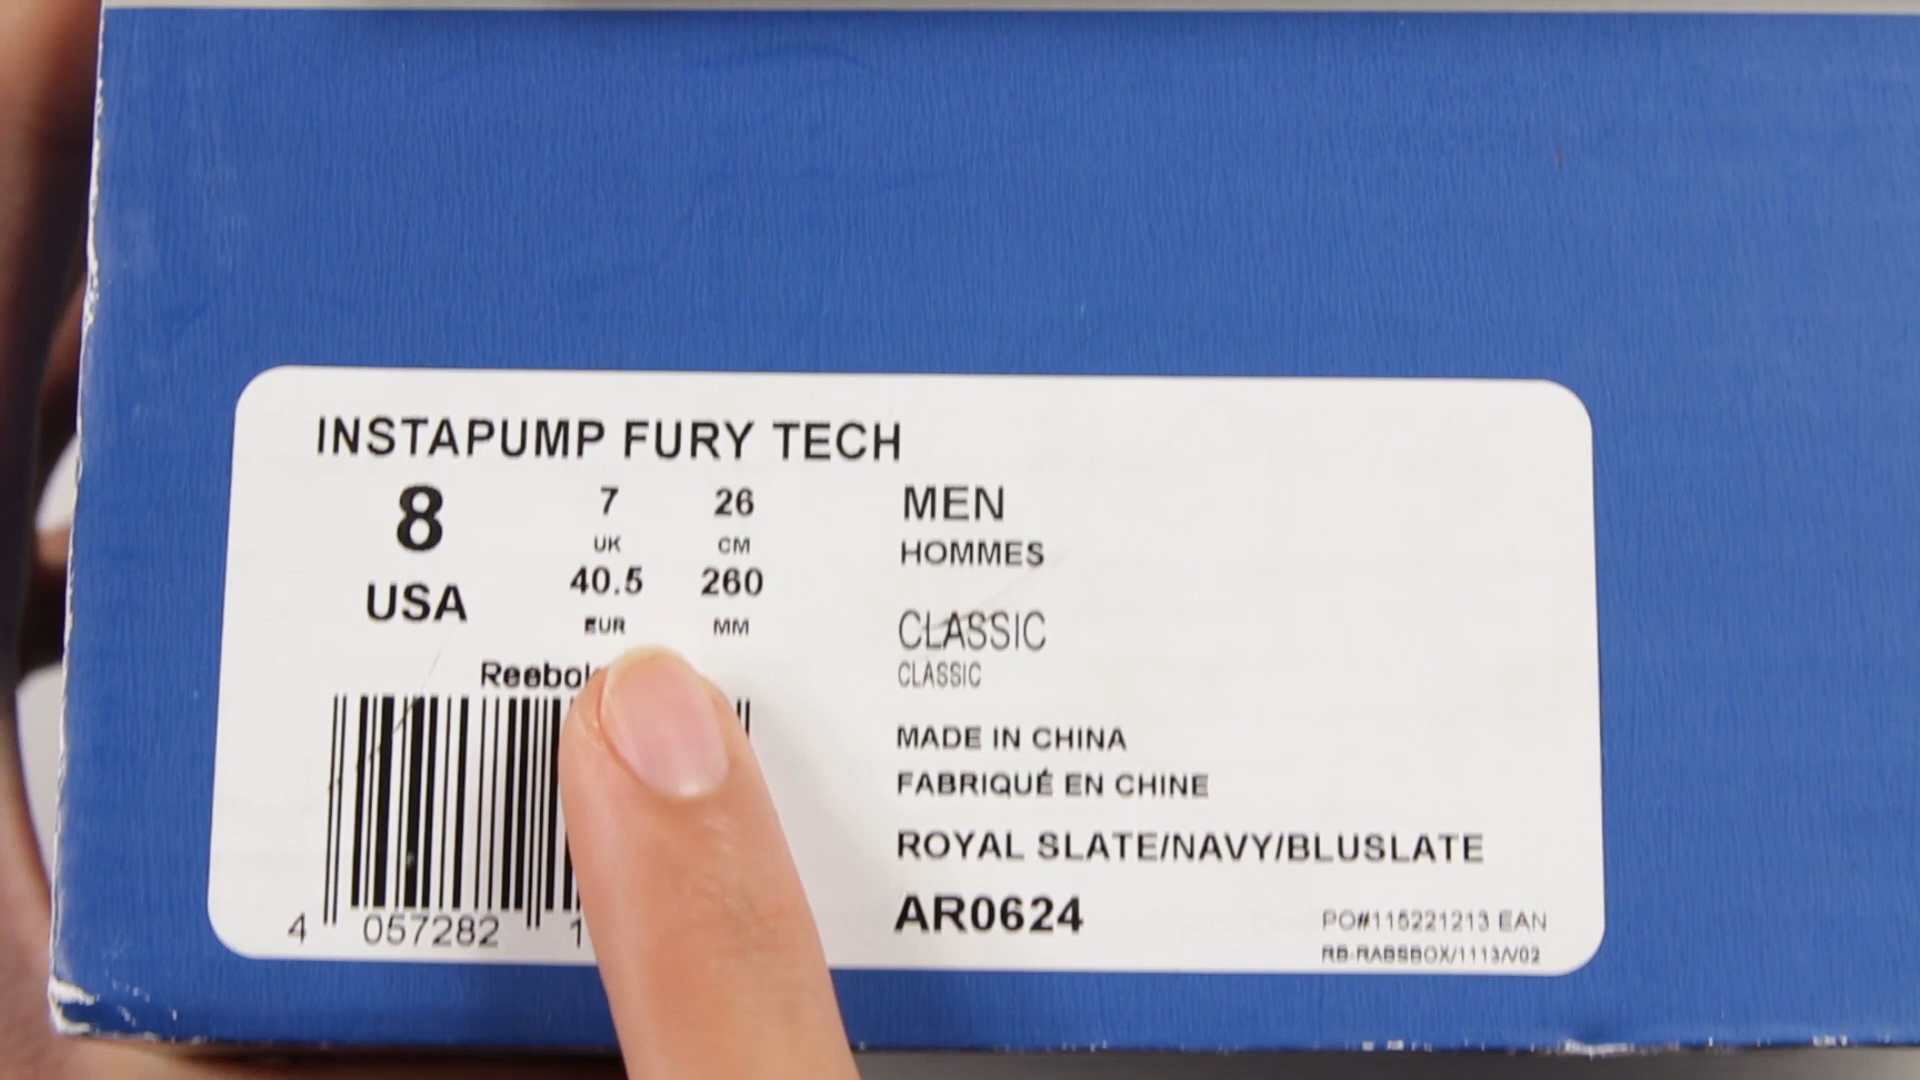 INSTAPUMP FURY TECH
8 7 26
UK CM
40.5 260
USA
EUR MM
MEN
HOMMES
CLASSIC
CLASSIC
Reebok
MADE IN CHINA
FABRIQUÉ EN CHINE
ROYAL SLATE/NAVY/BLUSLATE
AR0624
4 057282 1
PO#115221213 EAN
RB-RABSBOX/1113/V02